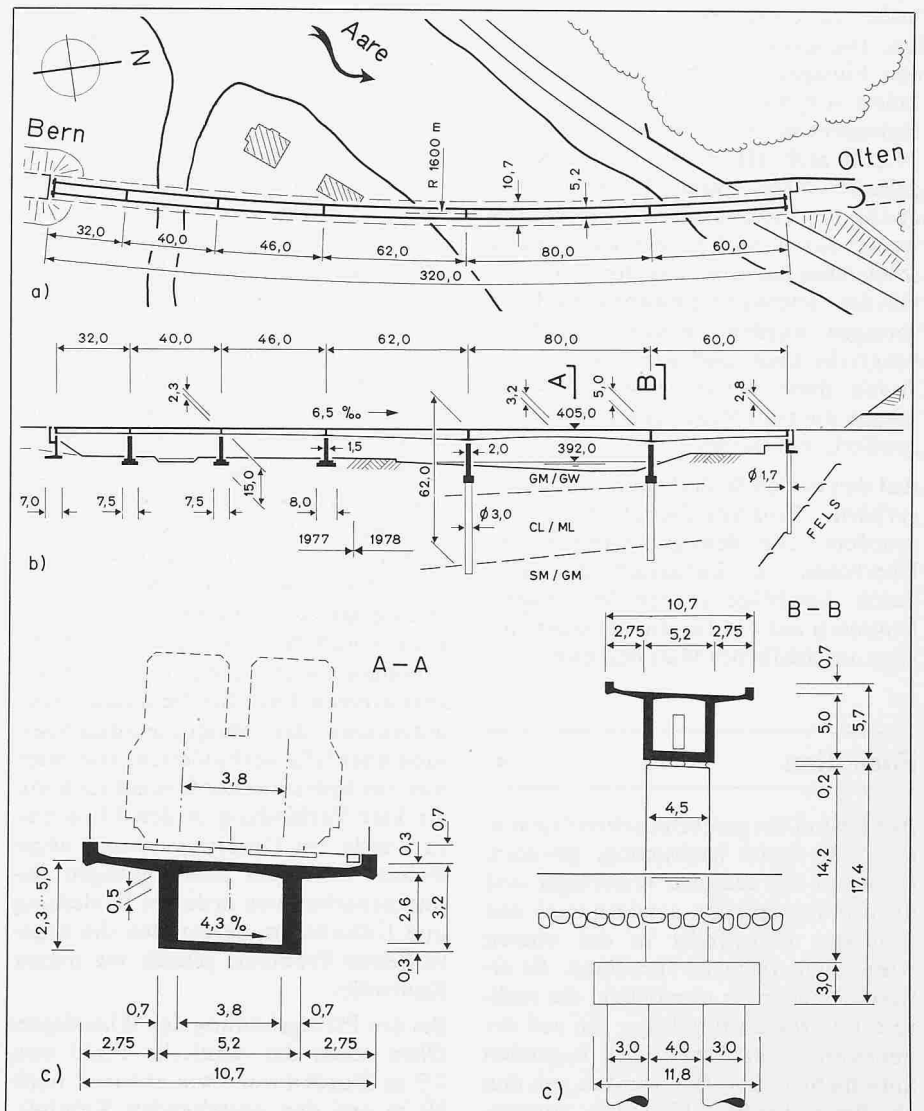 Aare
N
Bern
Olten
R 1600 m
10,7
5,2
32,0
40,0
46,0
62,0
80,0
60,0
320,0
a)
32,0 40,0 46,0 62,0 80,0 60,0
2,3
3,2
A
5,0
B
2,8
6,5 ‰
405,0
1,5
2,0
392,0
15,0
62,0
GM / GW
ϕ 1,7
7,0
7,5
7,5
8,0
ϕ 3,0
CL / ML
FELS
1977
1978
SM / GM
b)
B – B
10,7
2,75 5,2 2,75
0,7
5,0
5,7
0,2
4,5
14,2
17,4
3,0
3,0 4,0 3,0
11,8
c)
A – A
3,8
0,7
0,3
2,3 – 5,0
0,5
2,6
3,2
4,3 %
0,3
0,7 3,8 0,7
2,75 5,2 2,75
10,7
c)